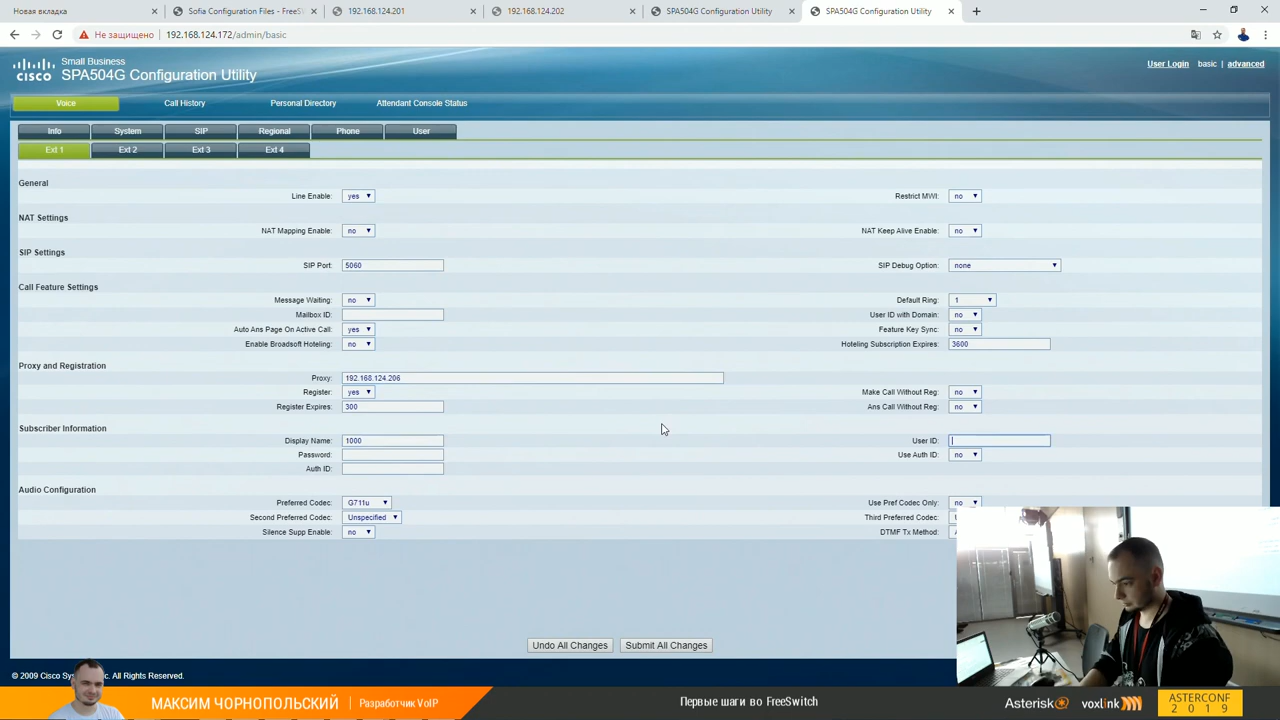 Новая вкладка
Sofia Configuration Files - FreeS
192.168.124.201
192.168.124.202
SPA504G Configuration Utility
SPA504G Configuration Utility
Не защищено
192.168.124.172/admin/basic
Small Business
cisco SPA504G Configuration Utility
User Login basic | advanced
Voice Call History Personal Directory Attendant Console Status
Info System SIP Regional Phone User
Ext 1 Ext 2 Ext 3 Ext 4
General
Line Enable: yes Restrict MWI: no
NAT Settings
NAT Mapping Enable: no NAT Keep Alive Enable: no
SIP Settings
SIP Port: 5060 SIP Debug Option: none
Call Feature Settings
Message Waiting: no Default Ring: 1
Mailbox ID: User ID with Domain: no
Auto Ans Page On Active Call: yes Feature Key Sync: no
Enable Broadsoft Hoteling: no Hoteling Subscription Expires: 3600
Proxy and Registration
Proxy: 192.168.124.206
Register: yes Make Call Without Reg: no
Register Expires: 300 Ans Call Without Reg: no
Subscriber Information
Display Name: 1000 User ID:
Password: Use Auth ID: no
Auth ID:
Audio Configuration
Preferred Codec: G711u Use Pref Codec Only: no
Second Preferred Codec: Unspecified Third Preferred Codec:
Silence Supp Enable: no DTMF Tx Method:
Undo All Changes Submit All Changes
© 2009 Cisco Sys Inc. All Rights Reserved.
МАКСИМ ЧОРНОПОЛЬСКИЙ Разработчик VoIP
Первые шаги во FreeSwitch
Asterisk voxlink
ASTERCONF
2019